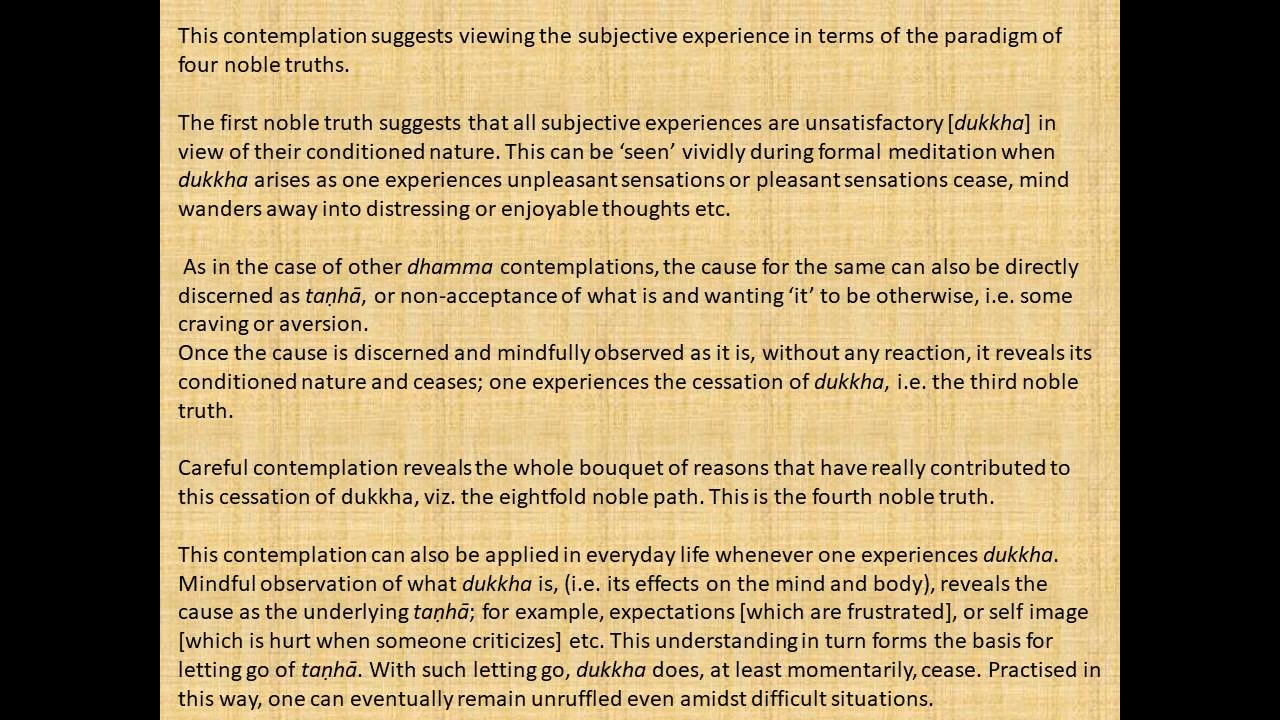 This contemplation suggests viewing the subjective experience in terms of the paradigm of
four noble truths.
The first noble truth suggests that all subjective experiences are unsatisfactory [dukkha] in
view of their conditioned nature. This can be ‘seen’ vividly during formal meditation when
dukkha arises as one experiences unpleasant sensations or pleasant sensations cease, mind
wanders away into distressing or enjoyable thoughts etc.
As in the case of other dhamma contemplations, the cause for the same can also be directly
discerned as taṇhā, or non-acceptance of what is and wanting ‘it’ to be otherwise, i.e. some
craving or aversion.
Once the cause is discerned and mindfully observed as it is, without any reaction, it reveals its
conditioned nature and ceases; one experiences the cessation of dukkha, i.e. the third noble
truth.
Careful contemplation reveals the whole bouquet of reasons that have really contributed to
this cessation of dukkha, viz. the eightfold noble path. This is the fourth noble truth.
This contemplation can also be applied in everyday life whenever one experiences dukkha.
Mindful observation of what dukkha is, (i.e. its effects on the mind and body), reveals the
cause as the underlying taṇhā; for example, expectations [which are frustrated], or self image
[which is hurt when someone criticizes] etc. This understanding in turn forms the basis for
letting go of taṇhā. With such letting go, dukkha does, at least momentarily, cease. Practised in
this way, one can eventually remain unruffled even amidst difficult situations.